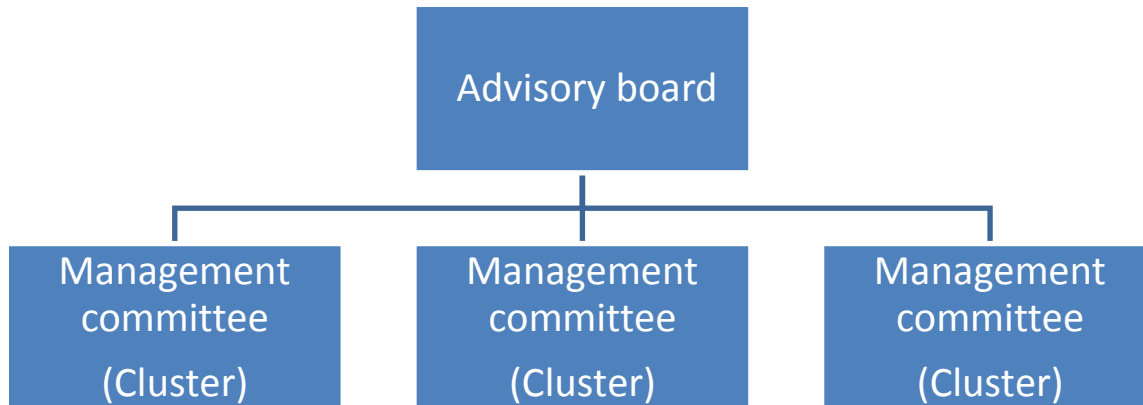 Advisory board
Management
committee
(Cluster)
Management
committee
(Cluster)
Management
committee
(Cluster)